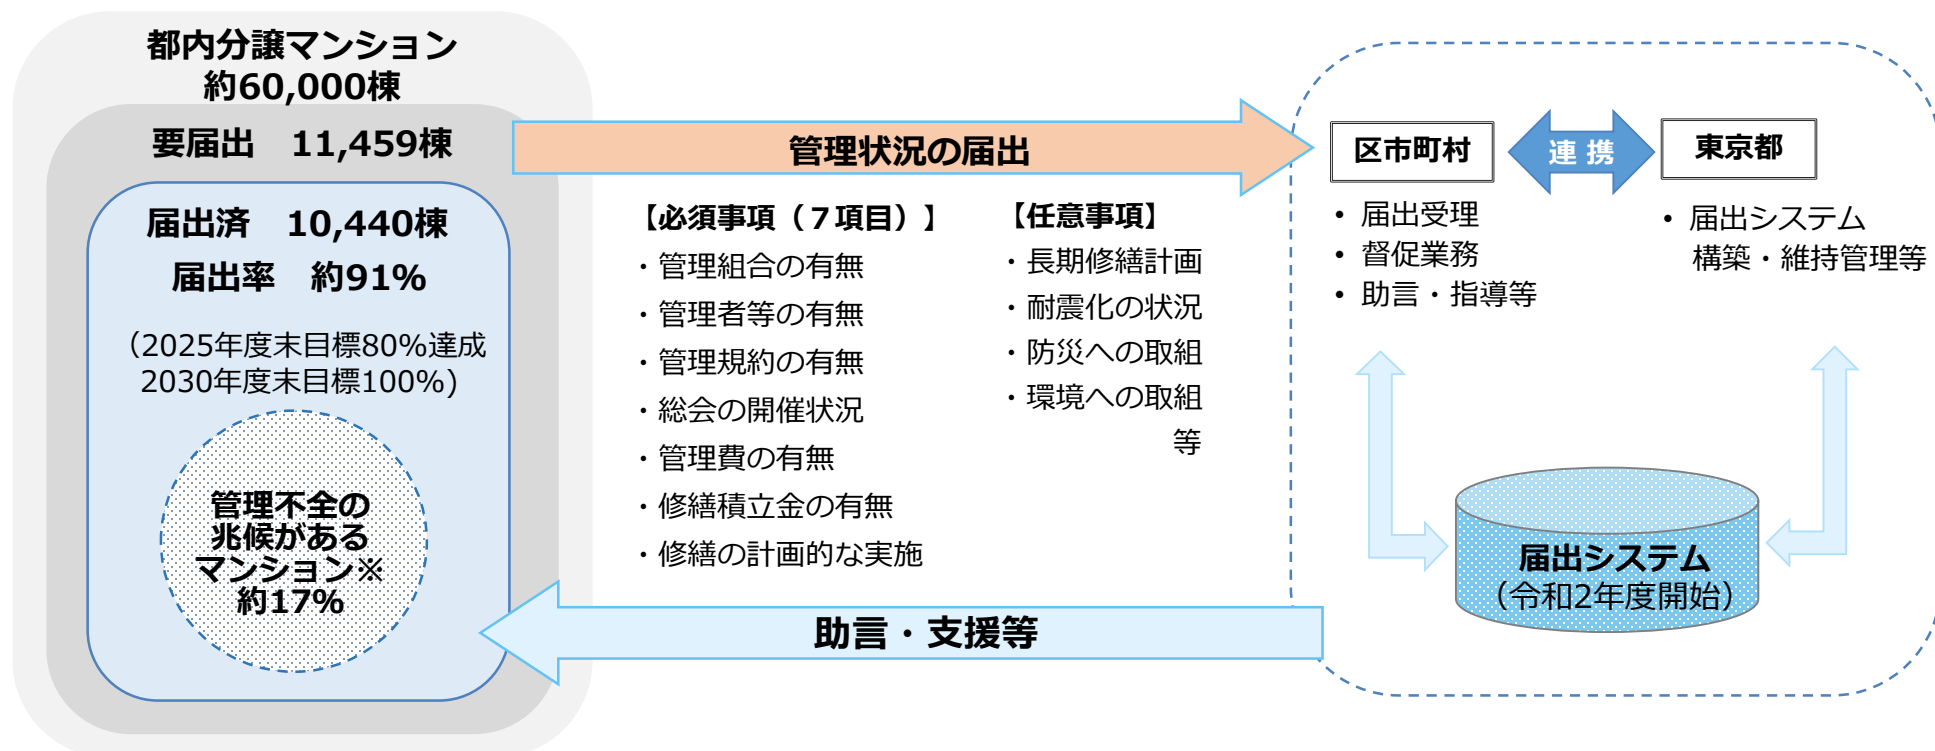 都内分譲マンション
約60,000棟
要届出　11,459棟
届出済　10,440棟
届出率　約91%
（2025年度末目標80%達成
2030年度末目標100%)
管理不全の
兆候がある
マンション※
約17%
管理状況の届出
【必須事項（７項目）】
・管理組合の有無
・管理者等の有無
・管理規約の有無
・総会の開催状況
・管理費の有無
・修繕積立金の有無
・修繕の計画的な実施
【任意事項】
・長期修繕計画
・耐震化の状況
・防災への取組
・環境への取組
等
助言・支援等
区市町村
連 携
東京都
• 届出受理
• 督促業務
• 助言・指導等
• 届出システム
構築・維持管理等
届出システム
（令和2年度開始）